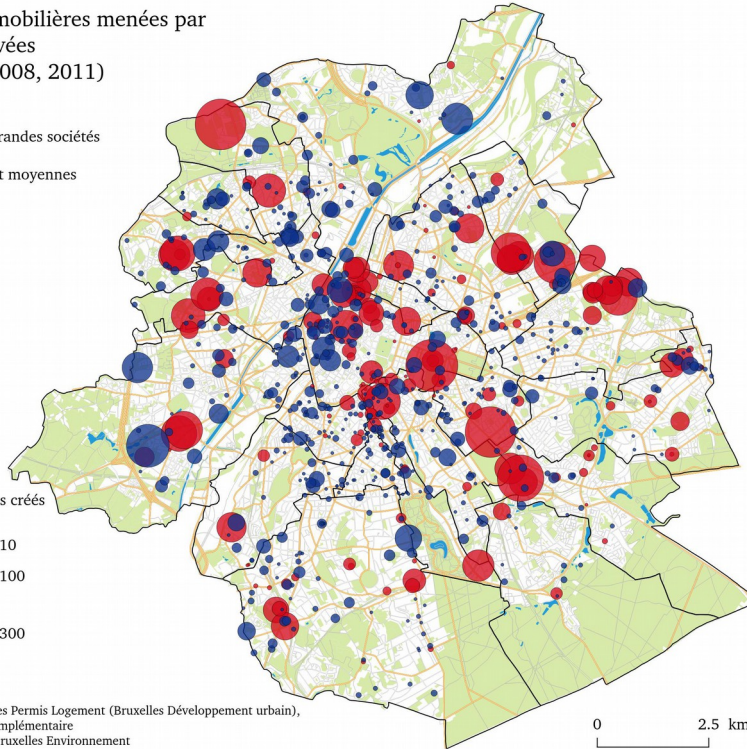 mobilières menées par
vées
008, 2011)
randes sociétés
t moyennes
s créés
10
100
300
es Permis Logement (Bruxelles Développement urbain),
mplémentaire
ruxelles Environnement
0 2.5 km